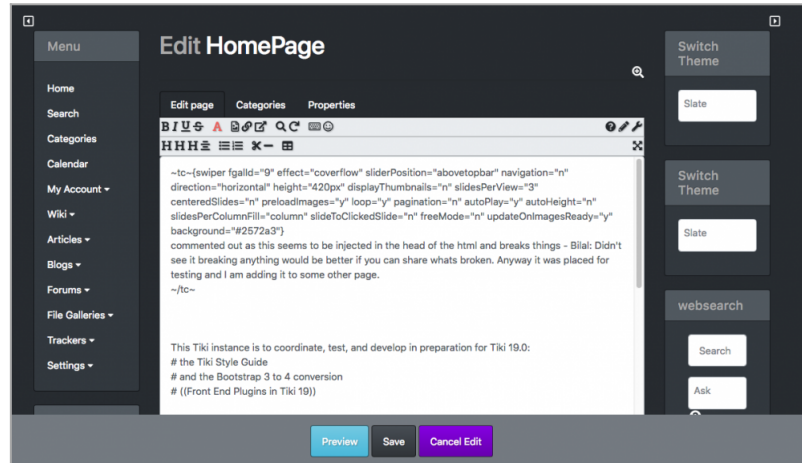 Menu
Home
Search
Categories
Calendar
My Account
Wiki
Articles
Blogs
Forums
File Galleries
Trackers
Settings
Edit HomePage
Edit page Categories Properties
B I U S A
H H H
~tc~{swiper fgalId="9" effect="coverflow" sliderPosition="abovetopbar" navigation="n"
direction="horizontal" height="420px" displayThumbnails="n" slidesPerView="3"
centeredSlides="n" preloadImages="y" loop="y" pagination="n" autoPlay="y" autoHeight="n"
slidesPerColumnFill="column" slideToClickedSlide="n" freeMode="n" updateOnImagesReady="y"
background="#2572a3"}
commented out as this seems to be injected in the head of the html and breaks things - Bilal: Didn't
see it breaking anything would be better if you can share whats broken. Anyway it was placed for
testing and I am adding it to some other page.
~/tc~
This Tiki instance is to coordinate, test, and develop in preparation for Tiki 19.0:
# the Tiki Style Guide
# and the Bootstrap 3 to 4 conversion
# ((Front End Plugins in Tiki 19))
Switch
Theme
Slate
Switch
Theme
Slate
websearch
Search
Ask
Preview Save Cancel Edit